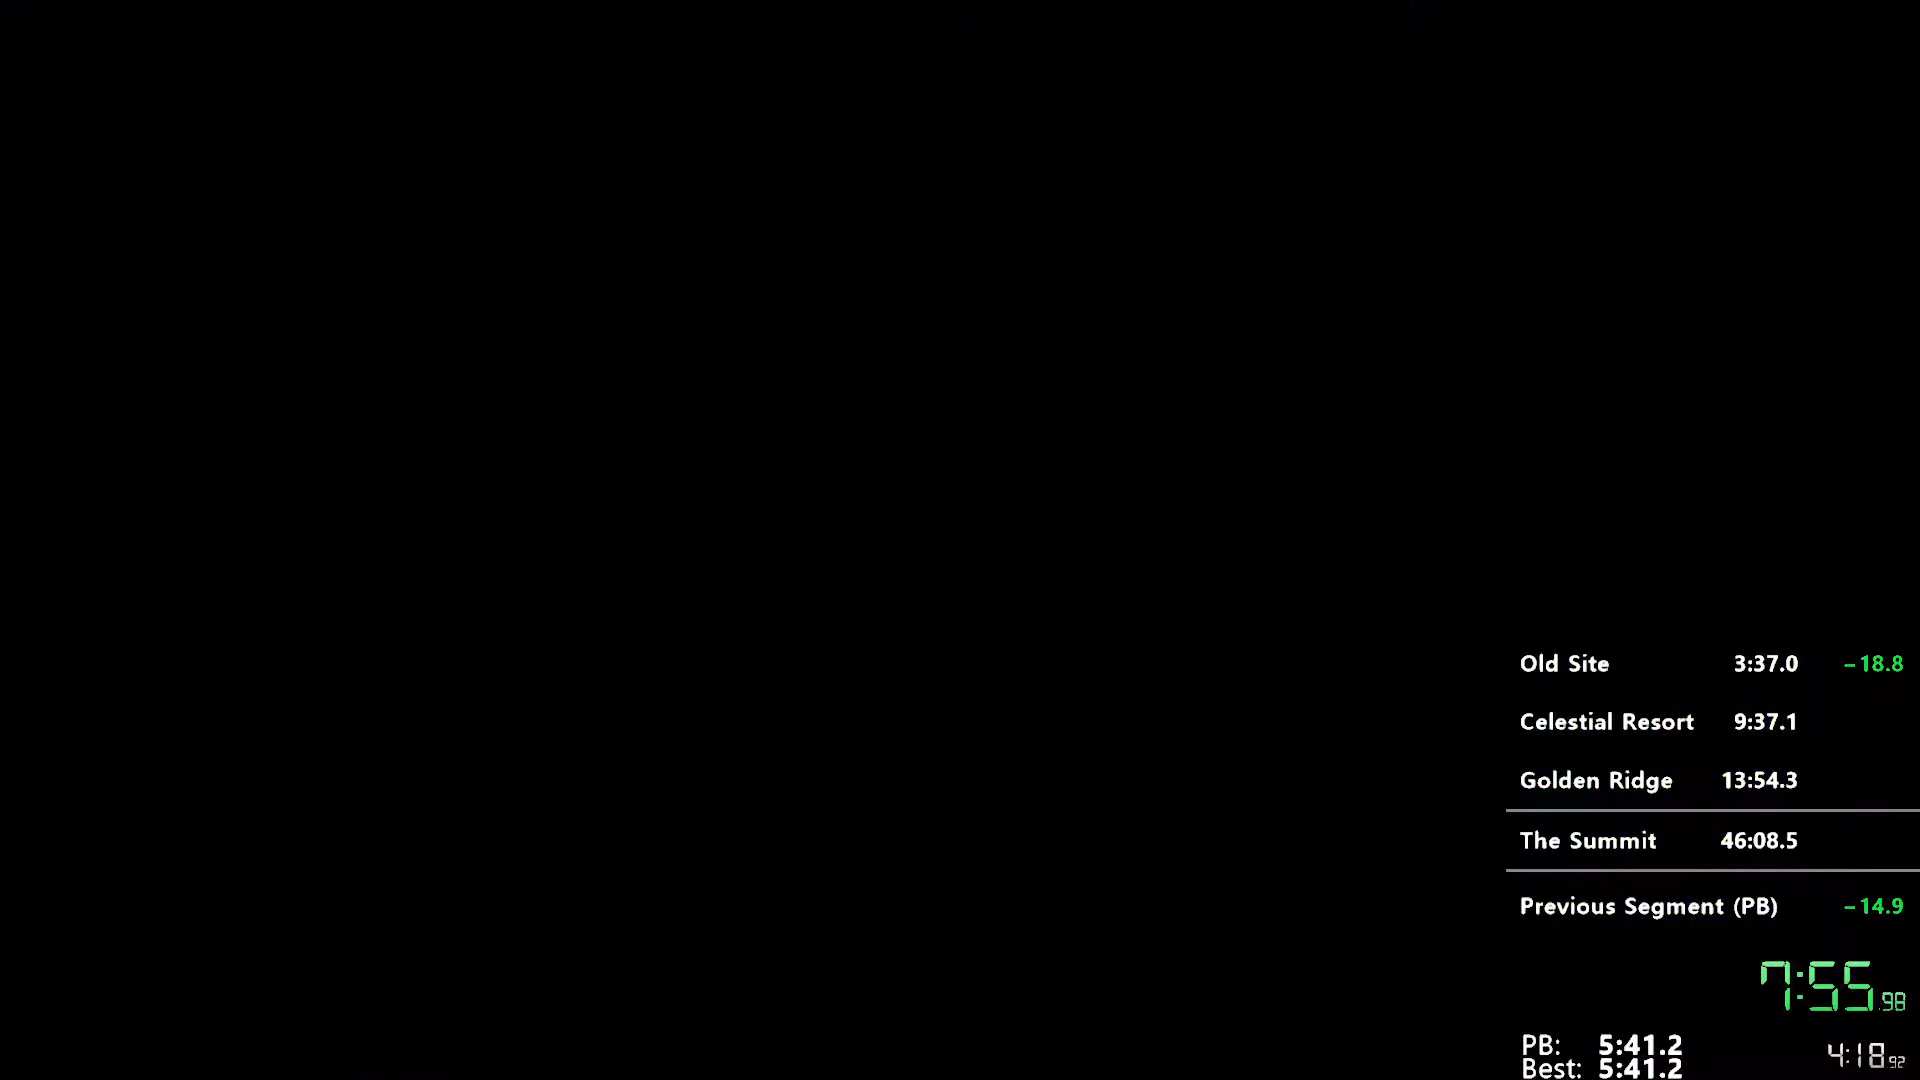 Old Site 3:37.0 -18.8
Celestial Resort 9:37.1
Golden Ridge 13:54.3
The Summit 46:08.5
Previous Segment (PB) -14.9
7:55.98
PB: 5:41.2
Best: 5:41.2
4:18.92